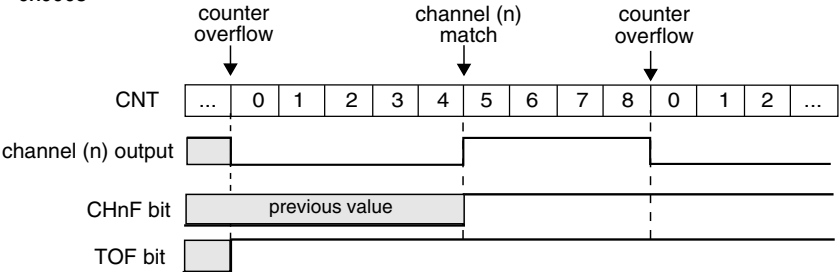 counter overflow
channel (n) match
counter overflow
CNT ... 0 1 2 3 4 5 6 7 8 0 1 2 ...
channel (n) output
CHnF bit previous value
TOF bit